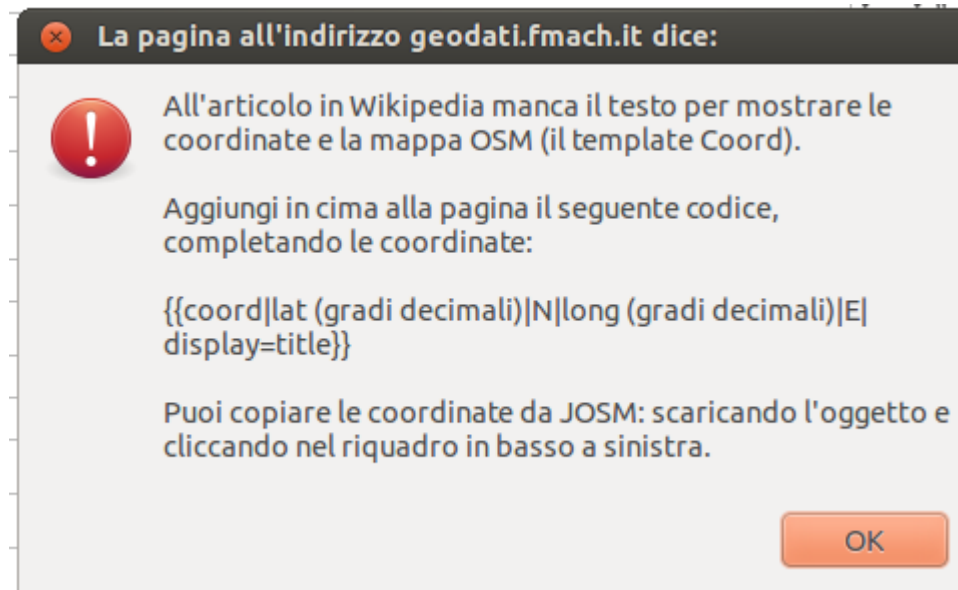 La pagina all'indirizzo geodati.fmach.it dice:
All'articolo in Wikipedia manca il testo per mostrare le
coordinate e la mappa OSM (il template Coord).
Aggiungi in cima alla pagina il seguente codice,
completando le coordinate:
{{coord|lat (gradi decimali)|N|long (gradi decimali)|E|
display=title}}
Puoi copiare le coordinate da JOSM: scaricando l'oggetto e
cliccando nel riquadro in basso a sinistra.
OK